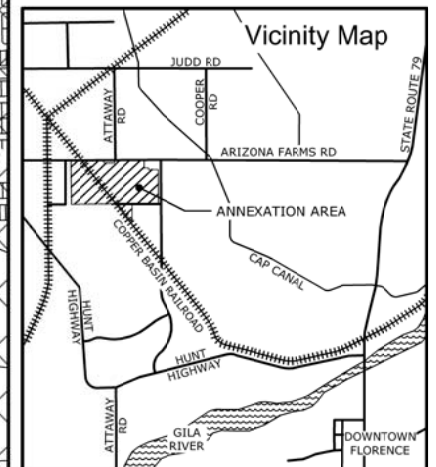 Vicinity Map
JUDD RD
ATTAWAY
RD
COOPER
RD
STATE ROUTE 79
ARIZONA FARMS RD
ANNEXATION AREA
COPPER BASIN RAILROAD
CAP CANAL
HUNT
HIGHWAY
HUNT
HIGHWAY
ATTAWAY
RD
GILA
RIVER
DOWNTOWN
FLORENCE